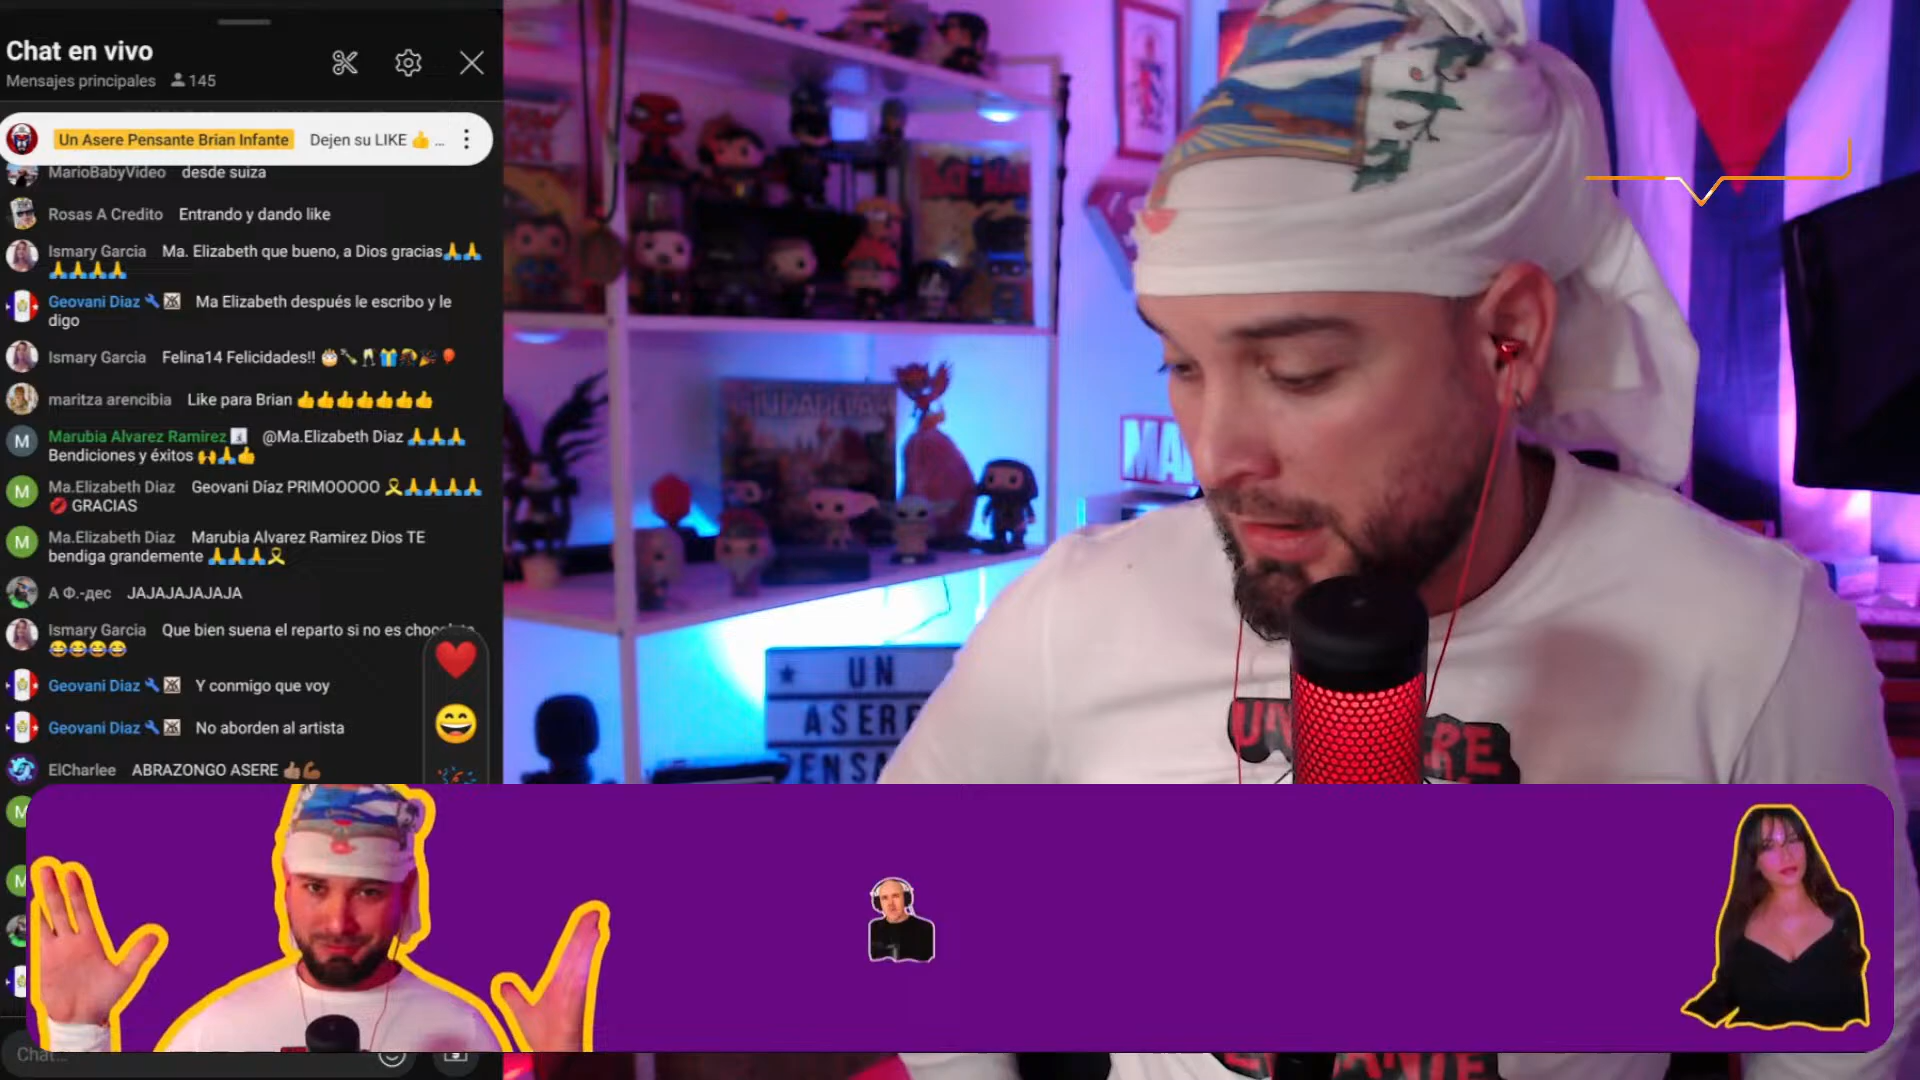 Chat en vivo
Mensajes principales 145
Un Asere Pensante Brian Infante Dejen su LIKE 👍 ...
MarioBabyVideo desde suiza
Rosas A Credito Entrando y dando like
Ismary Garcia Ma. Elizabeth que bueno, a Dios gracias🙏🙏
🙏🙏🙏🙏
Geovani Diaz Ma Elizabeth después le escribo y le
digo
Ismary Garcia Felina14 Felicidades!! 🎂🍾🥂🎁🎊🎉🎈
maritza arencibia Like para Brian 👍👍👍👍👍👍👍
Marubia Alvarez Ramirez @Ma.Elizabeth Diaz 🙏🙏🙏
Bendiciones y éxitos 🙌🙏👍
Ma.Elizabeth Diaz Geovani Díaz PRIMOOOOO 🎗️🙏🙏🙏🙏
💋 GRACIAS
Ma.Elizabeth Diaz Marubia Alvarez Ramirez Dios TE
bendiga grandemente 🙏🙏🙏🎗️
А Ф.-дес JAJAJAJAJAJA
Ismary Garcia Que bien suena el reparto si no es
😂😂😂😂
Geovani Diaz Y conmigo que voy
Geovani Diaz No aborden al artista
ElCharlee ABRAZONGO ASERE 👍🏽💪🏽
Chat...
CIUDADELA
UN
ASERE
PENSA